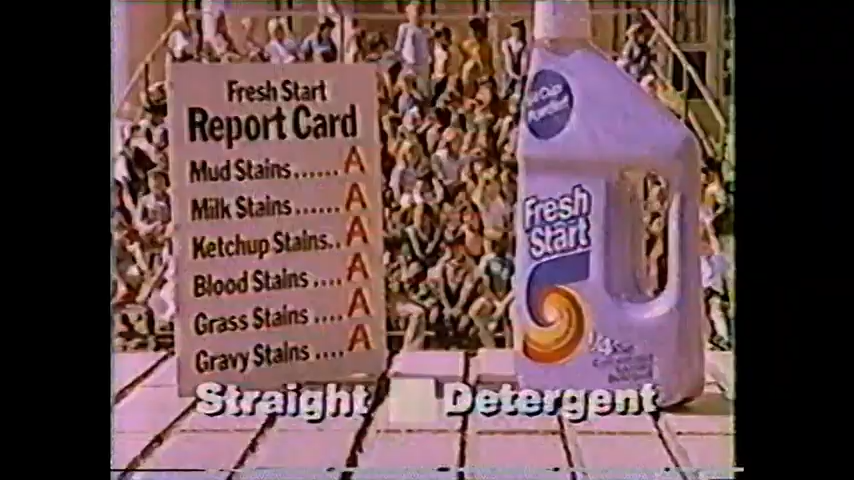 Fresh Start
Report Card
Mud Stains......A
Milk Stains......A
Ketchup Stains..A
Blood Stains....A
Grass Stains....A
Gravy Stains....A
Cup
Fresh
Start
Straight Detergent